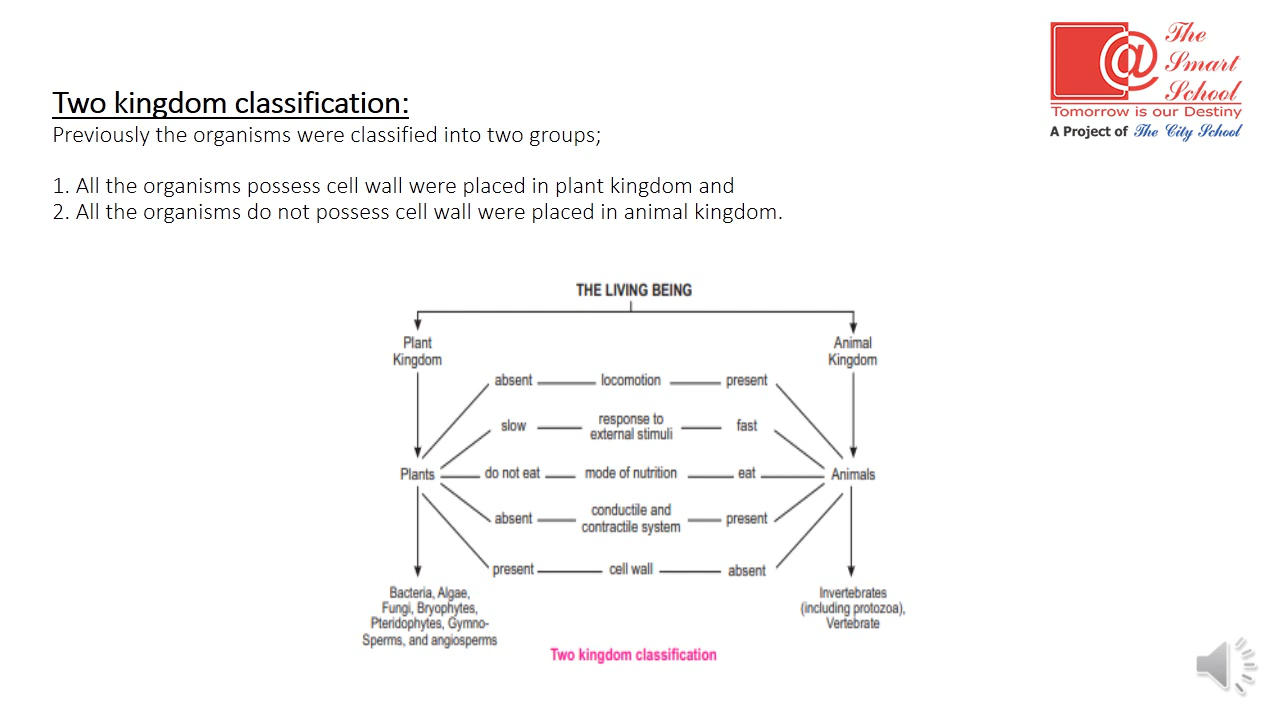 The
Smart
School
Tomorrow is our Destiny
A Project of The City School
Two kingdom classification:
Previously the organisms were classified into two groups;
1. All the organisms possess cell wall were placed in plant kingdom and
2. All the organisms do not possess cell wall were placed in animal kingdom.
THE LIVING BEING
Plant
Kingdom
Animal
Kingdom
absent locomotion present
slow response to
external stimuli fast
Plants do not eat mode of nutrition eat Animals
absent conductile and
contractile system present
present cell wall absent
Bacteria, Algae,
Fungi, Bryophytes,
Pteridophytes, Gymno-
Sperms, and angiosperms
Invertebrates
(including protozoa),
Vertebrate
Two kingdom classification